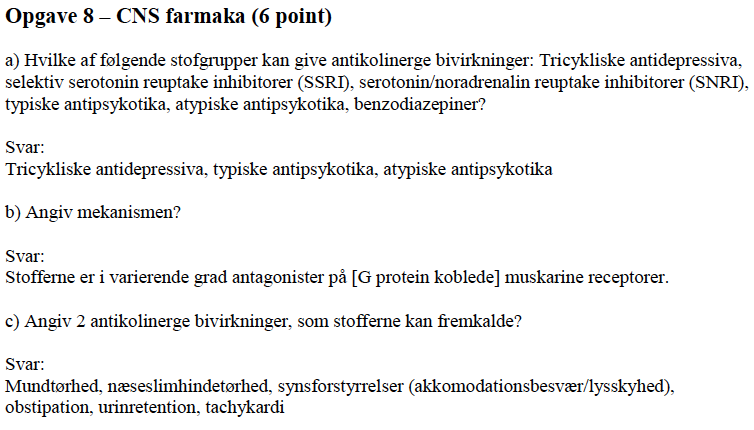 Opgave 8 – CNS farmaka (6 point)
a) Hvilke af følgende stofgrupper kan give antikolinerge bivirkninger: Tricykliske antidepressiva,
selektiv serotonin reuptake inhibitorer (SSRI), serotonin/noradrenalin reuptake inhibitorer (SNRI),
typiske antipsykotika, atypiske antipsykotika, benzodiazepiner?
Svar:
Tricykliske antidepressiva, typiske antipsykotika, atypiske antipsykotika
b) Angiv mekanismen?
Svar:
Stofferne er i varierende grad antagonister på [G protein koblede] muskarine receptorer.
c) Angiv 2 antikolinerge bivirkninger, som stofferne kan fremkalde?
Svar:
Mundtørhed, næseslimhindetørhed, synsforstyrrelser (akkomodationsbesvær/lysskyhed),
obstipation, urinretention, tachykardi